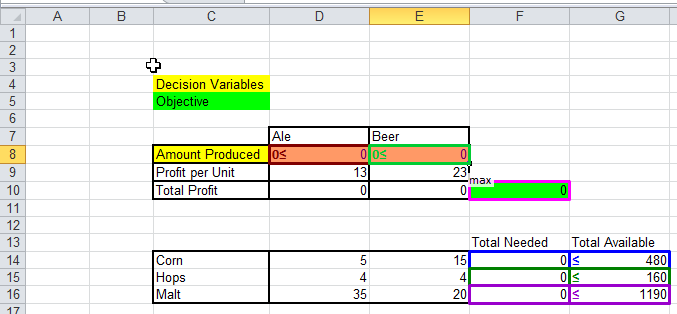 A B C D E F G
1
2
3
4 Decision Variables
5 Objective
6
7 Ale Beer
8 Amount Produced 0≤ 0 0≤ 0
9 Profit per Unit 13 23
max
10 Total Profit 0 0 0
11
12
13 Total Needed Total Available
14 Corn 5 15 0 ≤ 480
15 Hops 4 4 0 ≤ 160
16 Malt 35 20 0 ≤ 1190
17